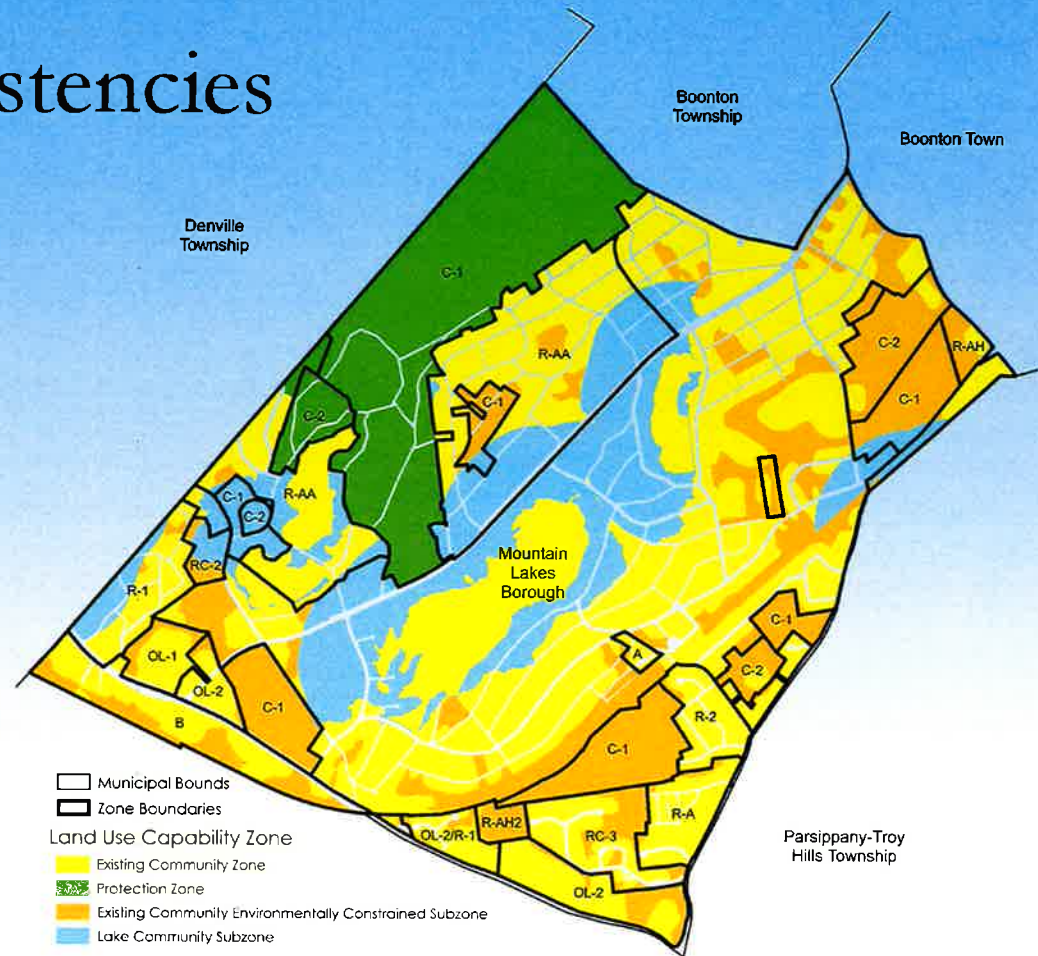 stencies
Boonton
Township
Boonton Town
Denville
Township
C-1
C-2
R-AH
R-AA
C-1
C-1
C-2
R-AA
C-1
C-2
Mountain
Lakes
Borough
RC-2
R-1
C-1
OL-1
A
C-2
OL-2
R-2
C-1
B
C-1
R-A
OL-2/R-1
R-AH2
RC-3
OL-2
Parsippany-Troy
Hills Township
Municipal Bounds
Zone Boundaries
Land Use Capability Zone
Existing Community Zone
Protection Zone
Existing Community Environmentally Constrained Subzone
Lake Community Subzone